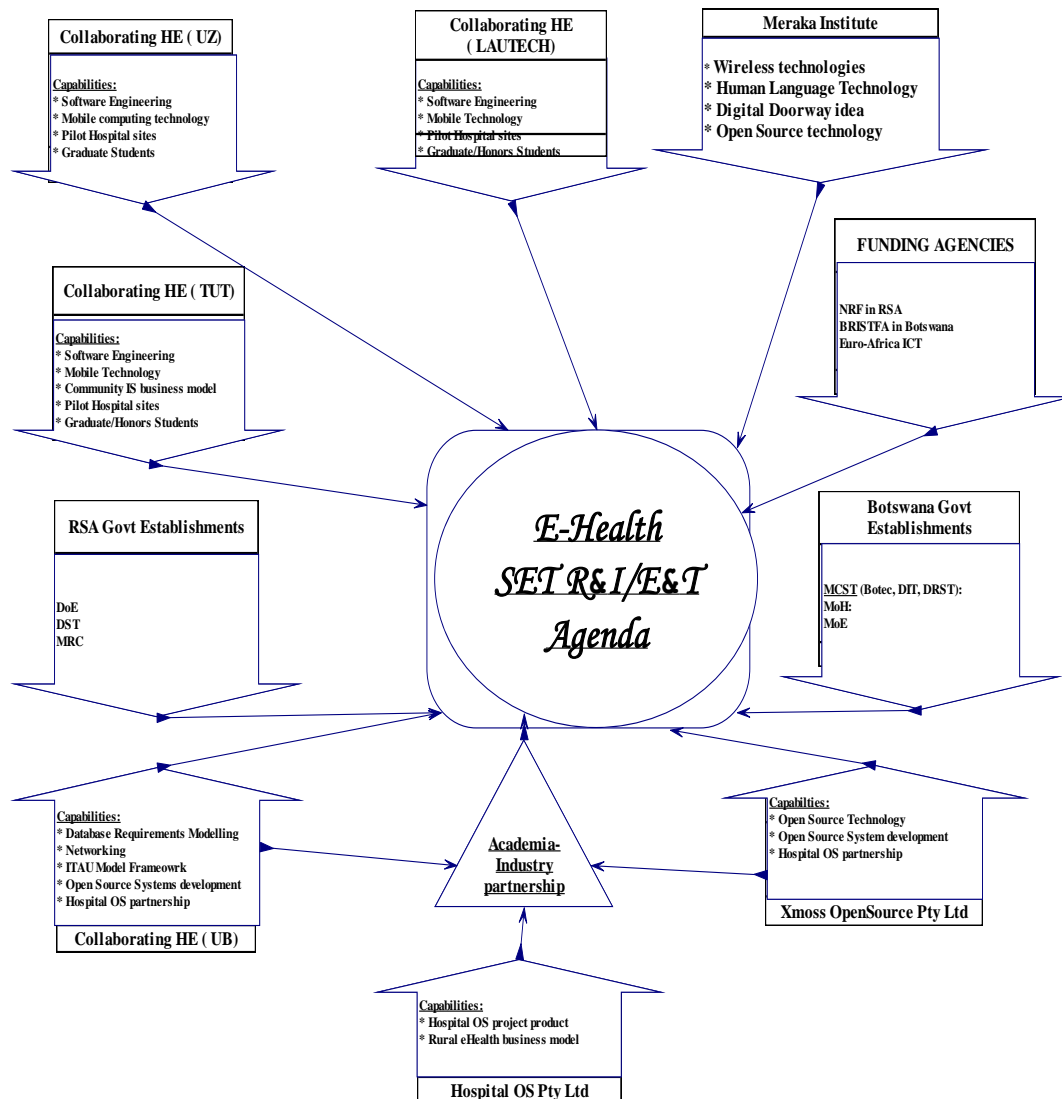 Collaborating HE ( UZ)
Capabilities:
* Software Engineering
* Mobile computing technology
* Pilot Hospital sites
* Graduate Students
Collaborating HE
( LAUTECH)
Capabilities:
* Software Engineering
* Mobile Technology
* Pilot Hospital sites
* Graduate/Honors Students
Meraka Institute
* Wireless technologies
* Human Language Technology
* Digital Doorway idea
* Open Source technology
FUNDING AGENCIES
NRF in RSA
BRISTFA in Botswana
Euro-Africa ICT
Collaborating HE ( TUT)
Capabilities:
* Software Engineering
* Mobile Technology
* Community IS business model
* Pilot Hospital sites
* Graduate/Honors Students
E-Health
SET R&I/E&T
Agenda
RSA Govt Establishments
DoE
DST
MRC
Botswana Govt
Establishments
MCST (Botec, DIT, DRST):
MoH:
MoE
Capabilities:
* Database Requirements Modelling
* Networking
* ITAU Model Frameowrk
* Open Source Systems development
* Hospital OS partnership
Collaborating HE ( UB)
Academia-
Industry
partnership
Capabilties:
* Open Source Technology
* Open Source System development
* Hospital OS partnership
Xmoss OpenSource Pty Ltd
Capabilities:
* Hospital OS project product
* Rural eHealth business model
Hospital OS Pty Ltd